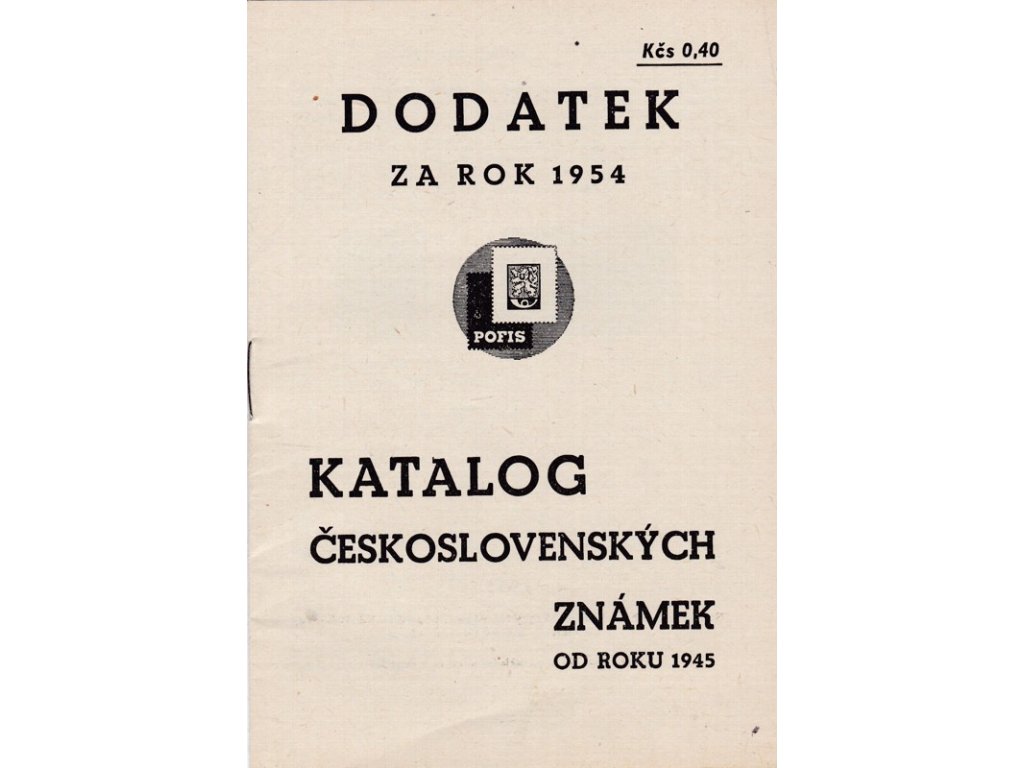 Kčs 0,40
DODATEK
ZA ROK 1954
POFIS
KATALOG
ČESKOSLOVENSKÝCH
ZNÁMEK
OD ROKU 1945